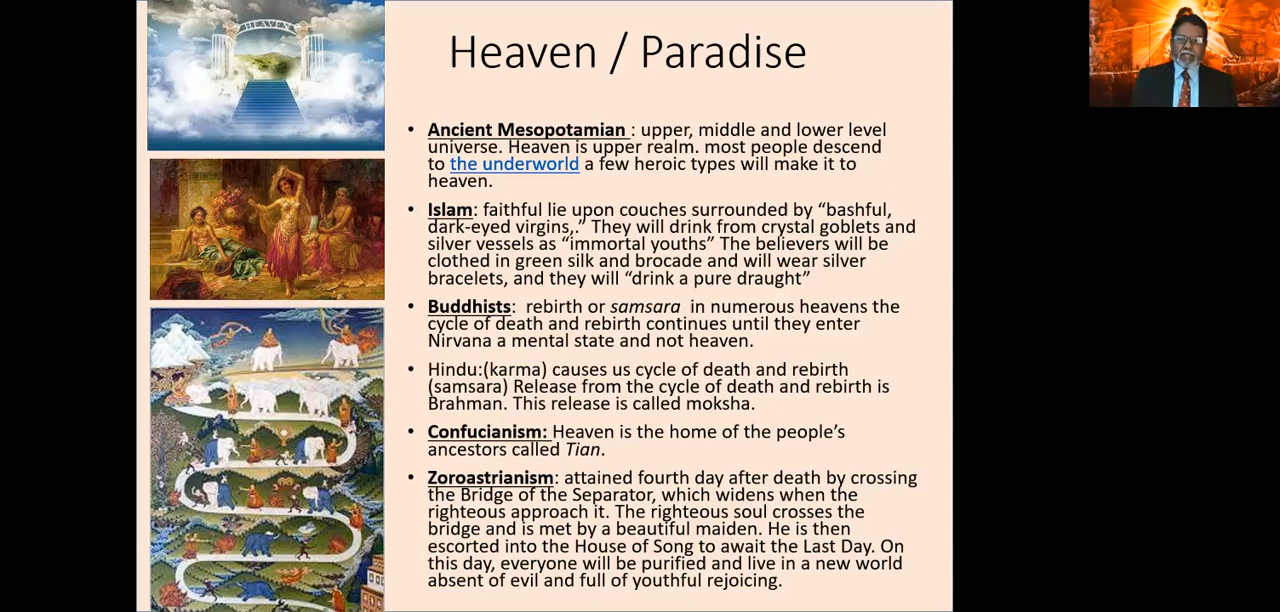 HEAVEN
Heaven / Paradise
• Ancient Mesopotamian : upper, middle and lower level
universe. Heaven is upper realm. most people descend
to the underworld a few heroic types will make it to
heaven.
• Islam: faithful lie upon couches surrounded by “bashful,
dark-eyed virgins,.” They will drink from crystal goblets and
silver vessels as “immortal youths” The believers will be
clothed in green silk and brocade and will wear silver
bracelets, and they will “drink a pure draught”
• Buddhists: rebirth or samsara in numerous heavens the
cycle of death and rebirth continues until they enter
Nirvana a mental state and not heaven.
• Hindu:(karma) causes us cycle of death and rebirth
(samsara) Release from the cycle of death and rebirth is
Brahman. This release is called moksha.
• Confucianism: Heaven is the home of the people’s
ancestors called Tian.
• Zoroastrianism: attained fourth day after death by crossing
the Bridge of the Separator, which widens when the
righteous approach it. The righteous soul crosses the
bridge and is met by a beautiful maiden. He is then
escorted into the House of Song to await the Last Day. On
this day, everyone will be purified and live in a new world
absent of evil and full of youthful rejoicing.